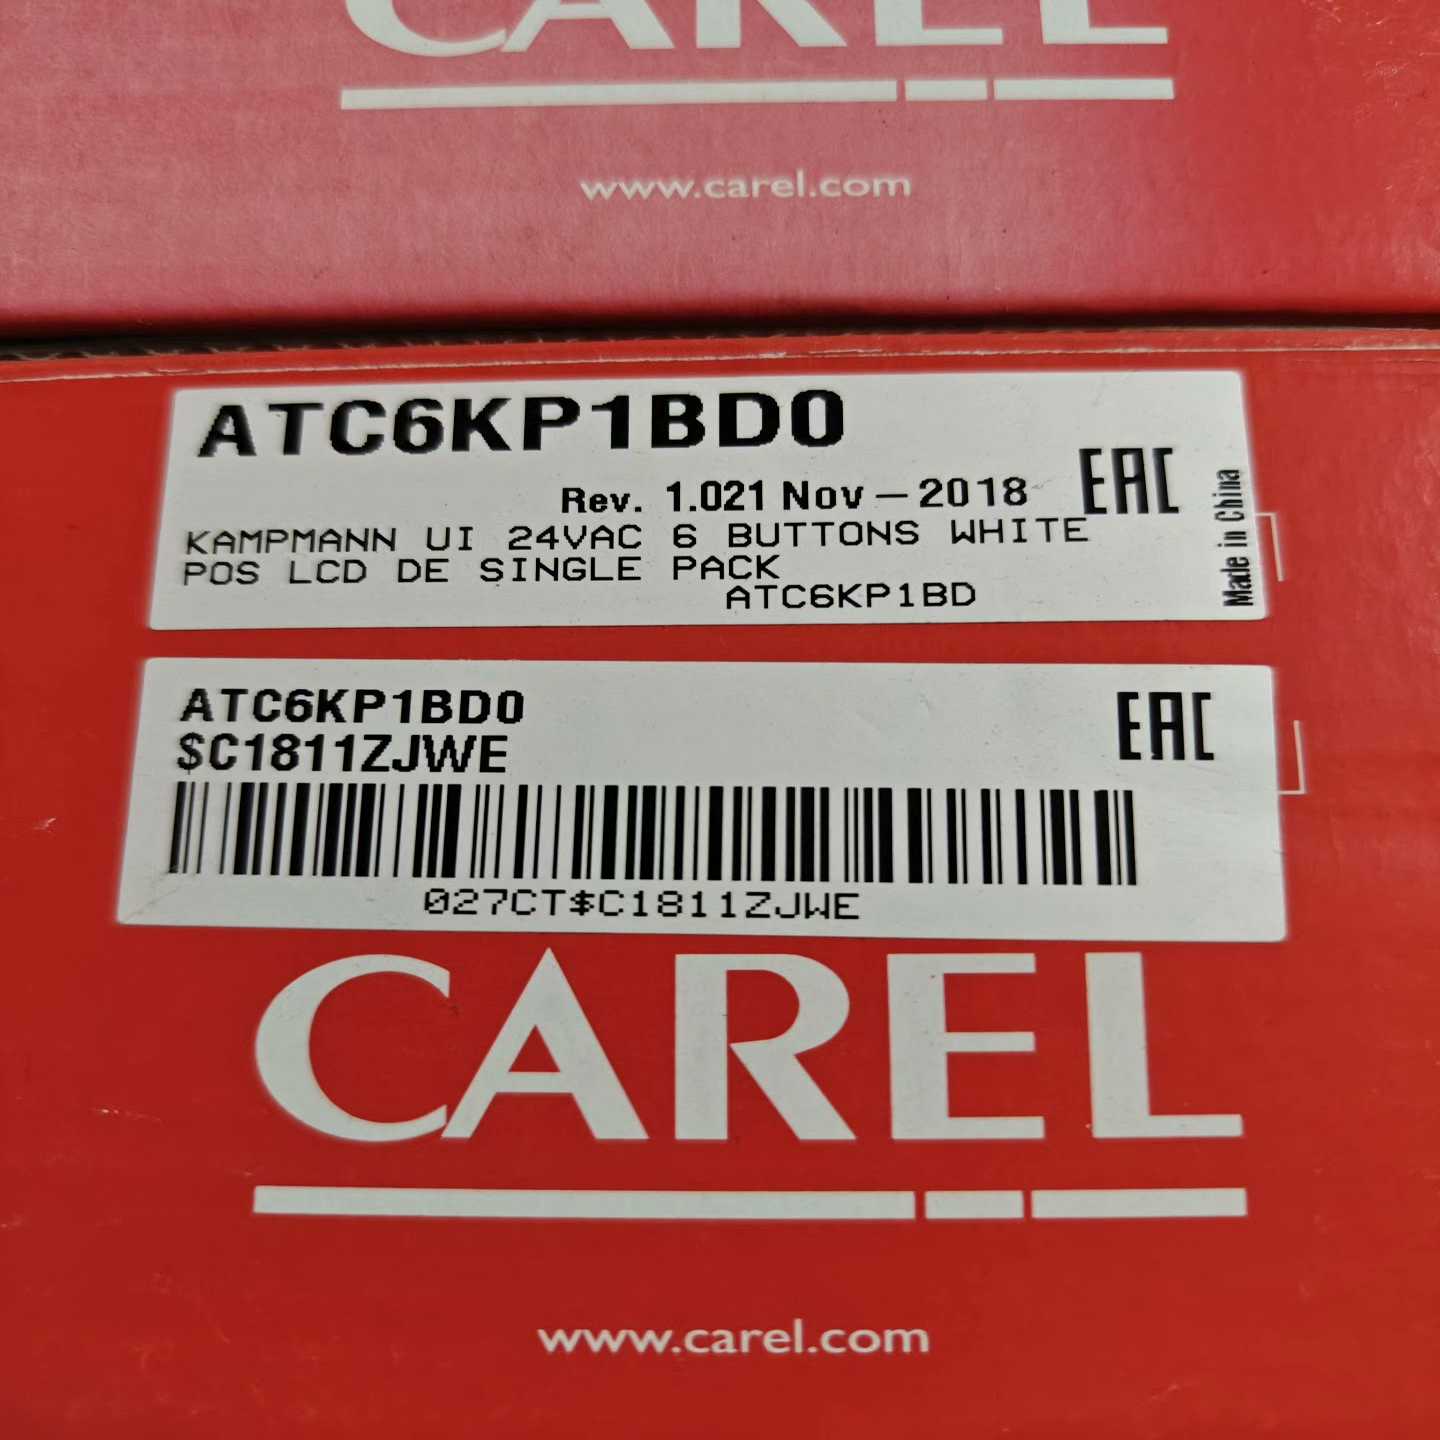 CAREL
www.carel.com
ATC6KP1BD0
Rev. 1.021 Nov - 2018
EAC
KAMPMANN UI 24VAC 6 BUTTONS WHITE
POS LCD DE SINGLE PACK
ATC6KP1BD
Made in China
ATC6KP1BD0
EAC
$C1811ZJWE
027CT$C1811ZJWE
CAREL
www.carel.com